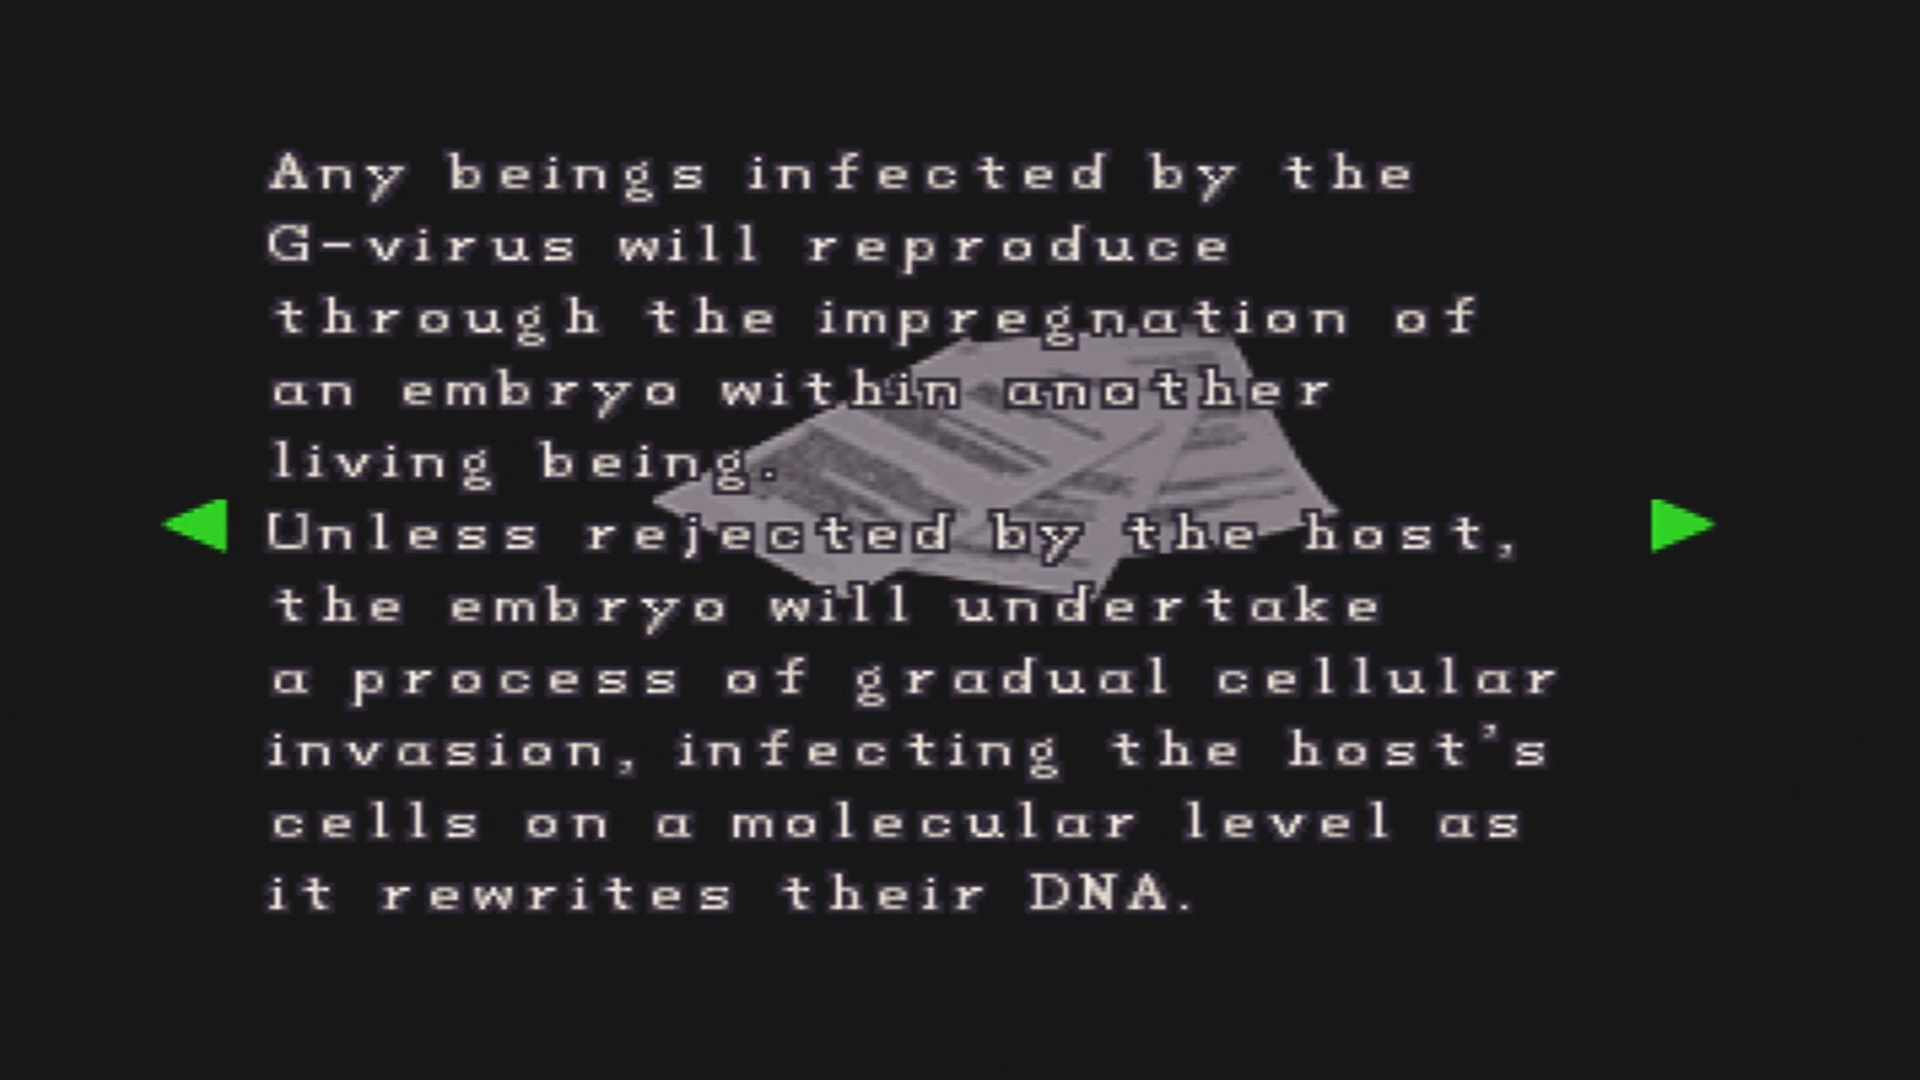 Any beings infected by the
G-virus will reproduce
through the impregnation of
an embryo within another
living being.
Unless rejected by the host,
the embryo will undertake
a process of gradual cellular
invasion, infecting the host's
cells on a molecular level as
it rewrites their DNA.